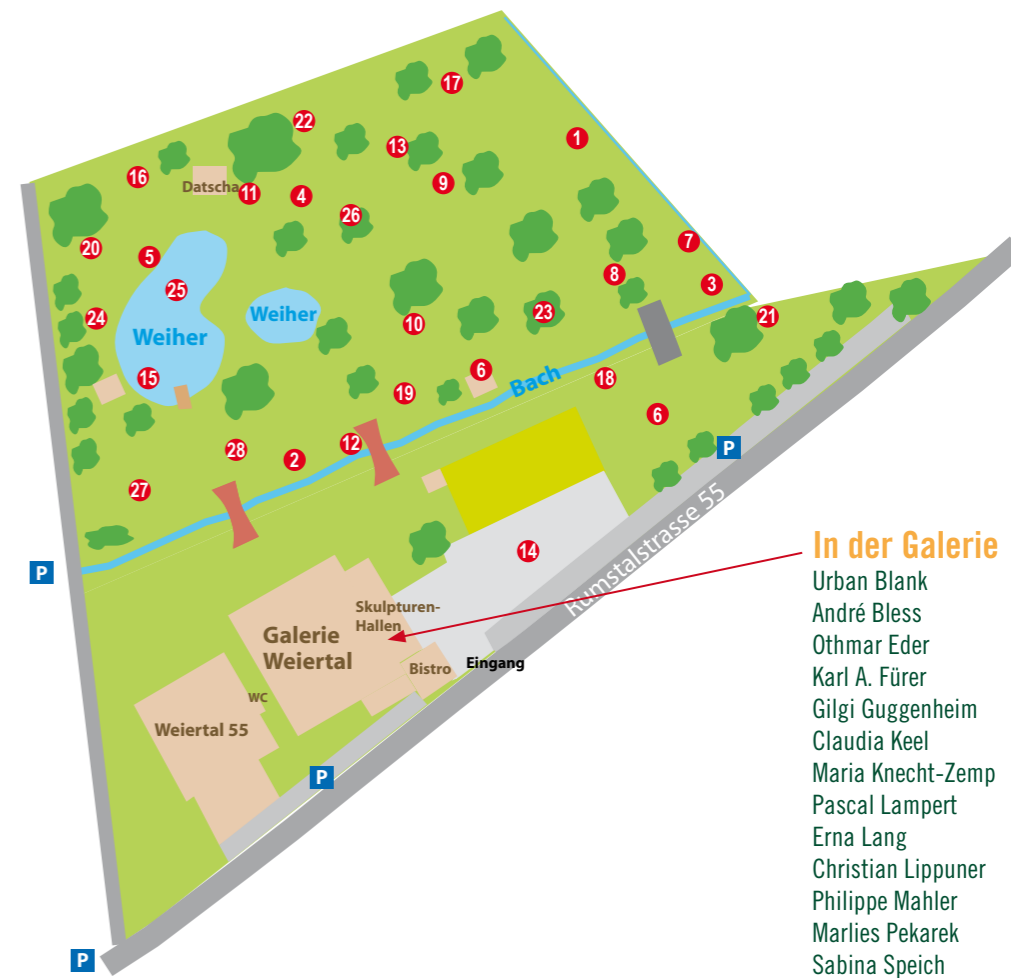 17
22
1
13
16
9
Datscha
11
4
26
20
7
5
8
3
25
Weiher
24
10
23
21
Weiher
15
6
Bach
18
19
6
12
28
2
P
27
14
Rumstalstrasse 55
P
In der Galerie
Urban Blank
André Bless
Othmar Eder
Karl A. Fürer
Gilgi Guggenheim
Claudia Keel
Maria Knecht-Zemp
Pascal Lampert
Erna Lang
Christian Lippuner
Philippe Mahler
Marlies Pekarek
Sabina Speich
Skulpturen-
Hallen
Galerie
Weiertal
Eingang
Bistro
WC
Weiertal 55
P
P